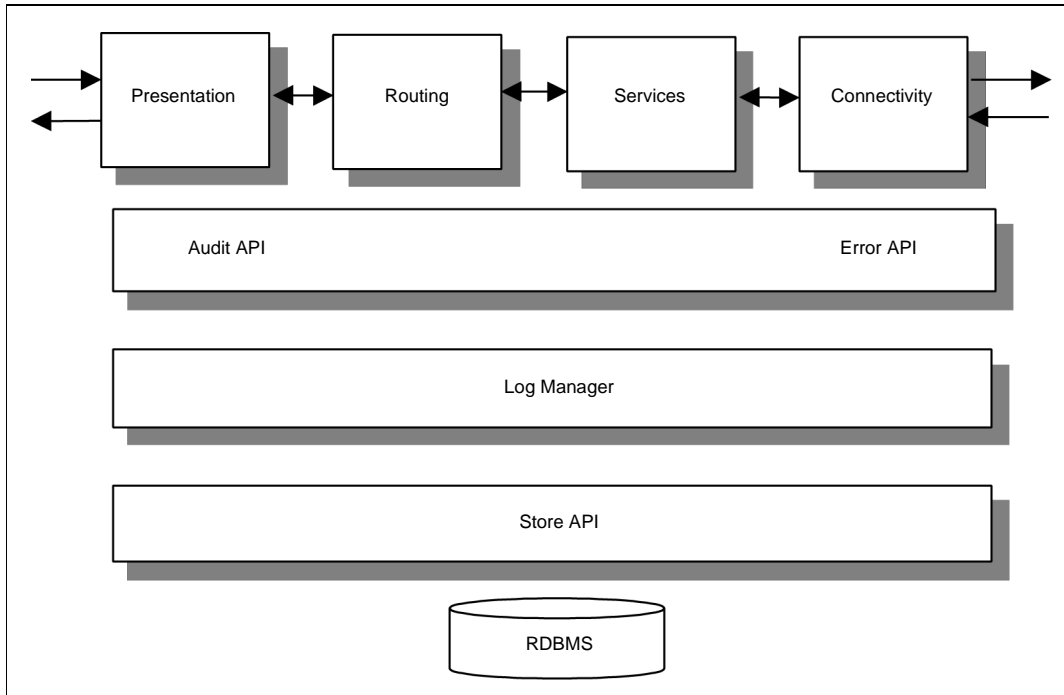 Presentation
Routing
Services
Connectivity
Audit API
Error API
Log Manager
Store API
RDBMS